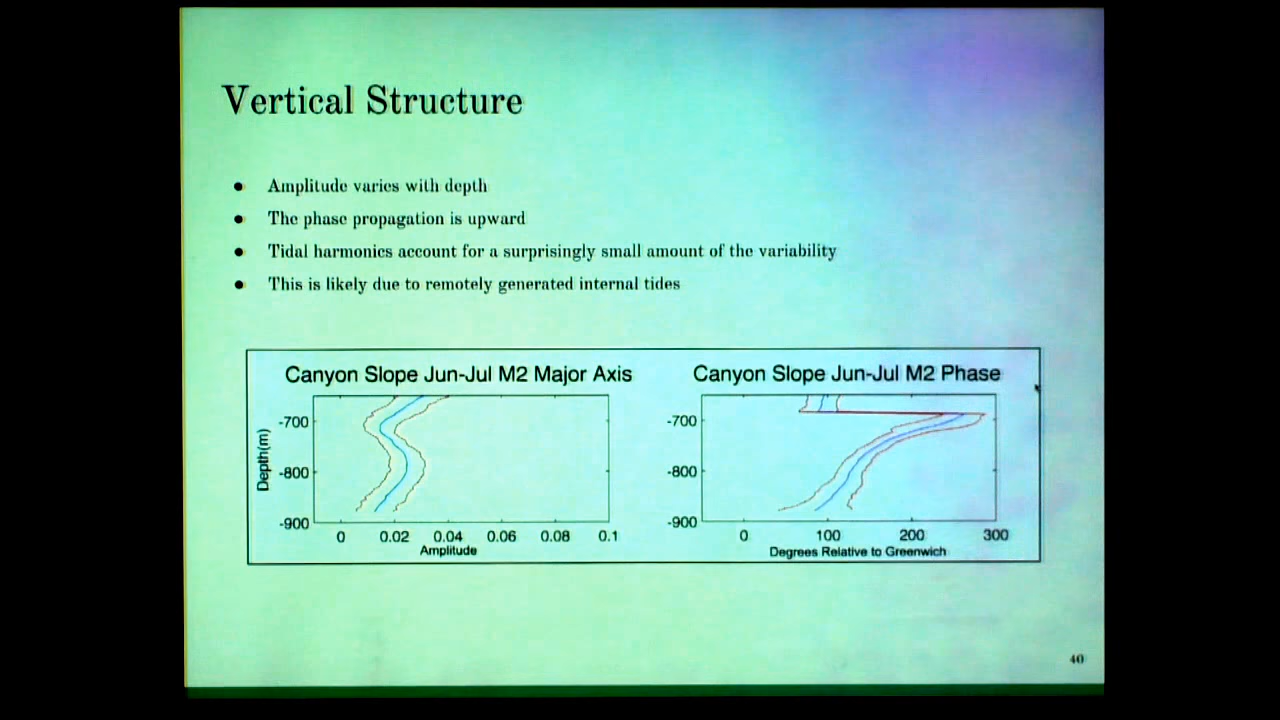 Vertical Structure
● Amplitude varies with depth
● The phase propagation is upward
● Tidal harmonics account for a surprisingly small amount of the variability
● This is likely due to remotely generated internal tides
Canyon Slope Jun-Jul M2 Major Axis
Depth(m)
-700
-800
-900
0 0.02 0.04 0.06 0.08 0.1
Amplitude
Canyon Slope Jun-Jul M2 Phase
-700
-800
-900
0 100 200 300
Degrees Relative to Greenwich
40